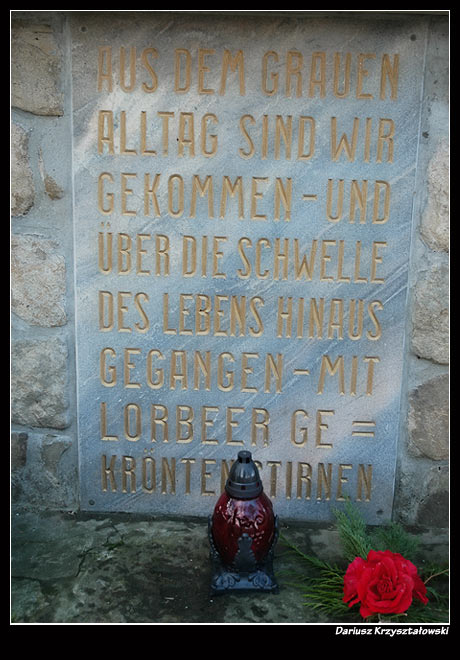 AUS DEM GRAUEN
ALLTAG SIND WIR
GEKOMMEN - UND
ÜBER DIE SCHWELLE
DES LEBENS HINAUS
GEGANGEN - MIT
LORBEER GE =
KRÖNTEN STIRNEN
Dariusz Krzyształowski